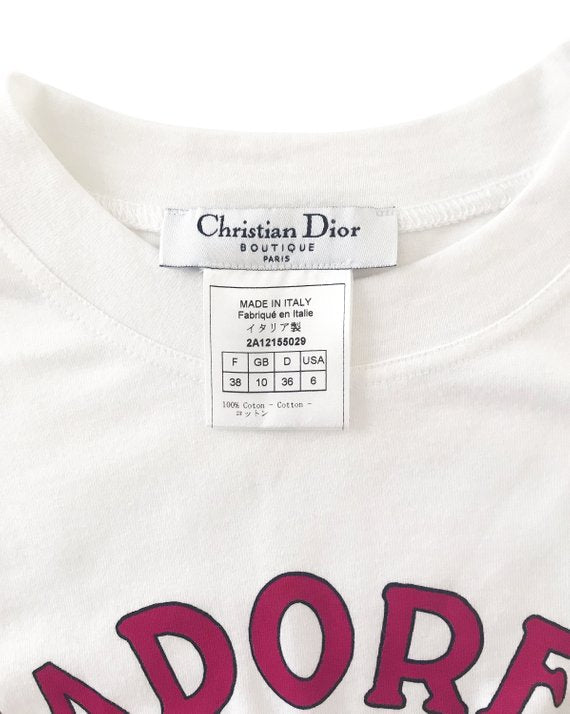 Christian Dior
BOUTIQUE
PARIS
MADE IN ITALY
Fabriqué en Italie
イタリア製
2A12155029
F GB D USA
38 10 36 6
100% Coton - Cotton -
コットン
ADOR